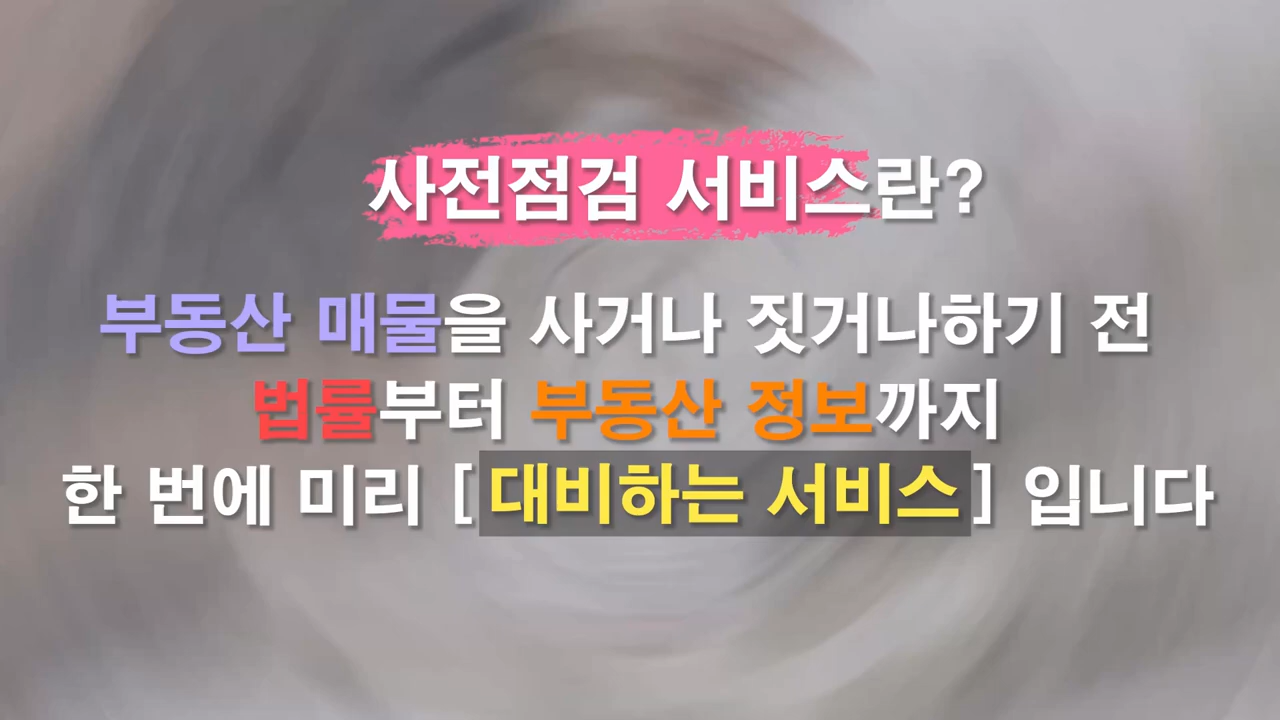 사전점검 서비스란?
부동산 매물을 사거나 짓거나하기 전
법률부터 부동산 정보까지
한 번에 미리 [대비하는 서비스] 입니다